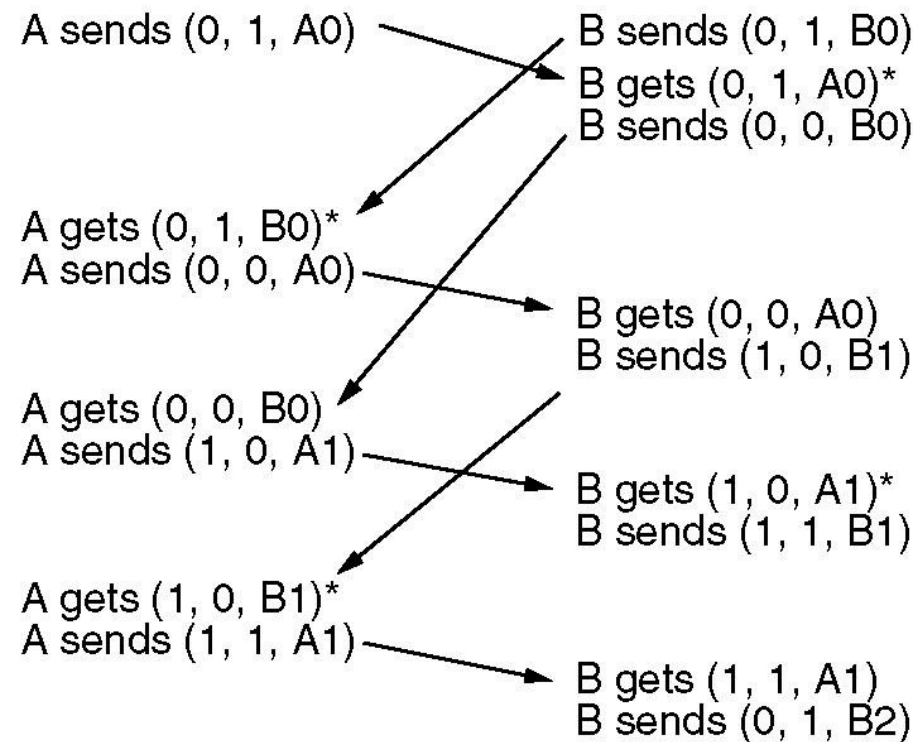 A sends (0, 1, A0)
B sends (0, 1, B0)
B gets (0, 1, A0)*
B sends (0, 0, B0)
A gets (0, 1, B0)*
A sends (0, 0, A0)
B gets (0, 0, A0)
B sends (1, 0, B1)
A gets (0, 0, B0)
A sends (1, 0, A1)
B gets (1, 0, A1)*
B sends (1, 1, B1)
A gets (1, 0, B1)*
A sends (1, 1, A1)
B gets (1, 1, A1)
B sends (0, 1, B2)